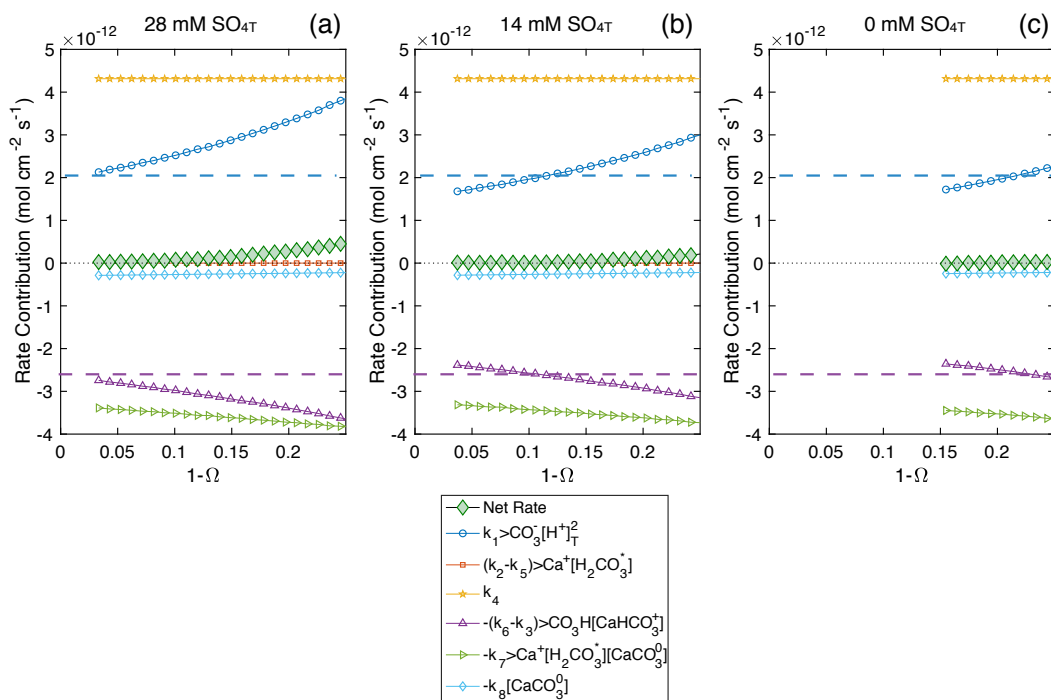 28 mM SO4T
(a)
×10-12
5
4
3
2
1
0
-1
-2
-3
-4
Rate Contribution (mol cm-2 s-1)
0
0.05
0.1
0.15
0.2
1-Ω
14 mM SO4T
(b)
×10-12
5
4
3
2
1
0
-1
-2
-3
-4
Rate Contribution (mol cm-2 s-1)
0
0.05
0.1
0.15
0.2
1-Ω
0 mM SO4T
(c)
×10-12
5
4
3
2
1
0
-1
-2
-3
-4
Rate Contribution (mol cm-2 s-1)
0
0.05
0.1
0.15
0.2
1-Ω
Net Rate
k1>CO3-[H+]T2
(k2-k5)>Ca+[H2CO3*]
k4
-(k6-k3)>CO3H[CaHCO3+]
-k7>Ca+[H2CO3*][CaCO30]
-k8[CaCO30]